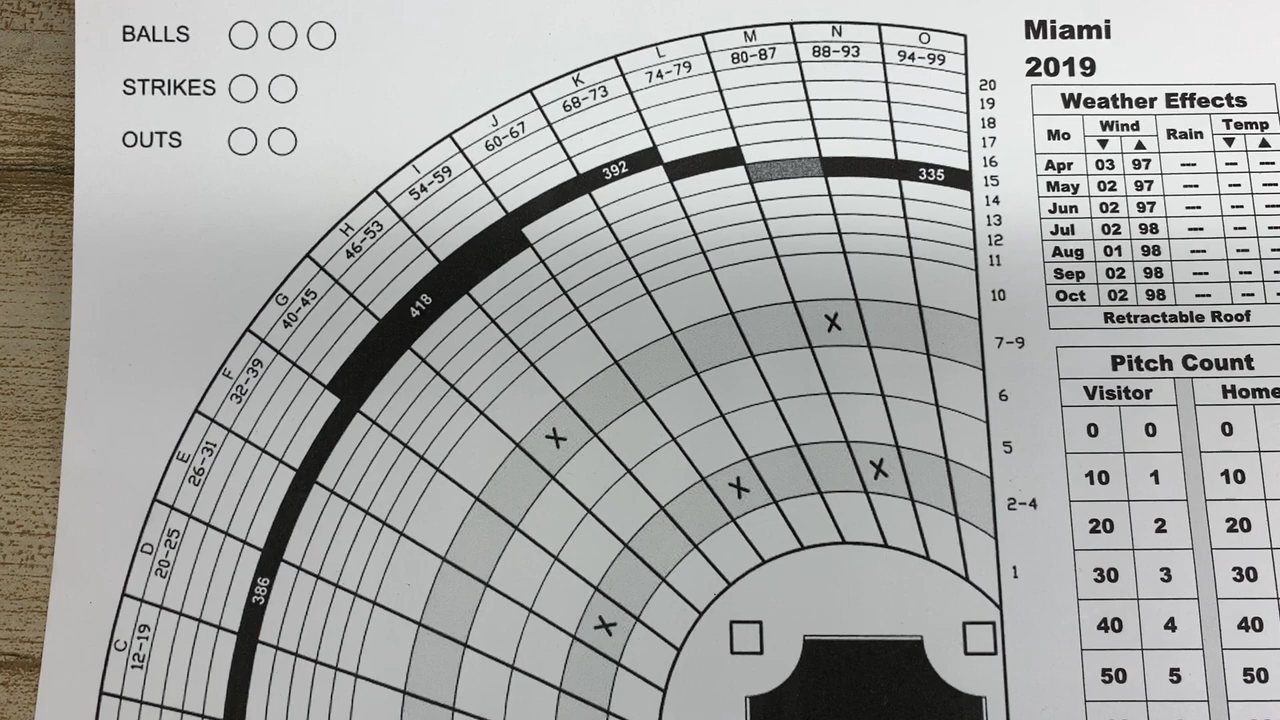 BALLS
STRIKES
OUTS
C
12-19
D
20-25
E
26-31
F
32-39
G
40-45
H
46-53
I
54-59
J
60-67
K
68-73
L
74-79
M
80-87
N
88-93
O
94-99
386
418
392
335
X
X
X
X
X
20
19
18
17
16
15
14
13
12
11
10
7-9
6
5
2-4
1
Miami
2019
Weather Effects
Mo Wind Rain Temp
▼ ▲ ▼ ▲
Apr 03 97 --- -- ---
May 02 97 --- -- ---
Jun 02 97 --- -- ---
Jul 02 98 --- -- --
Aug 01 98 --- -- --
Sep 02 98 --- -- --
Oct 02 98 --- -- --
Retractable Roof
Pitch Count
Visitor Home
0 0 0
10 1 10
20 2 20
30 3 30
40 4 40
50 5 50